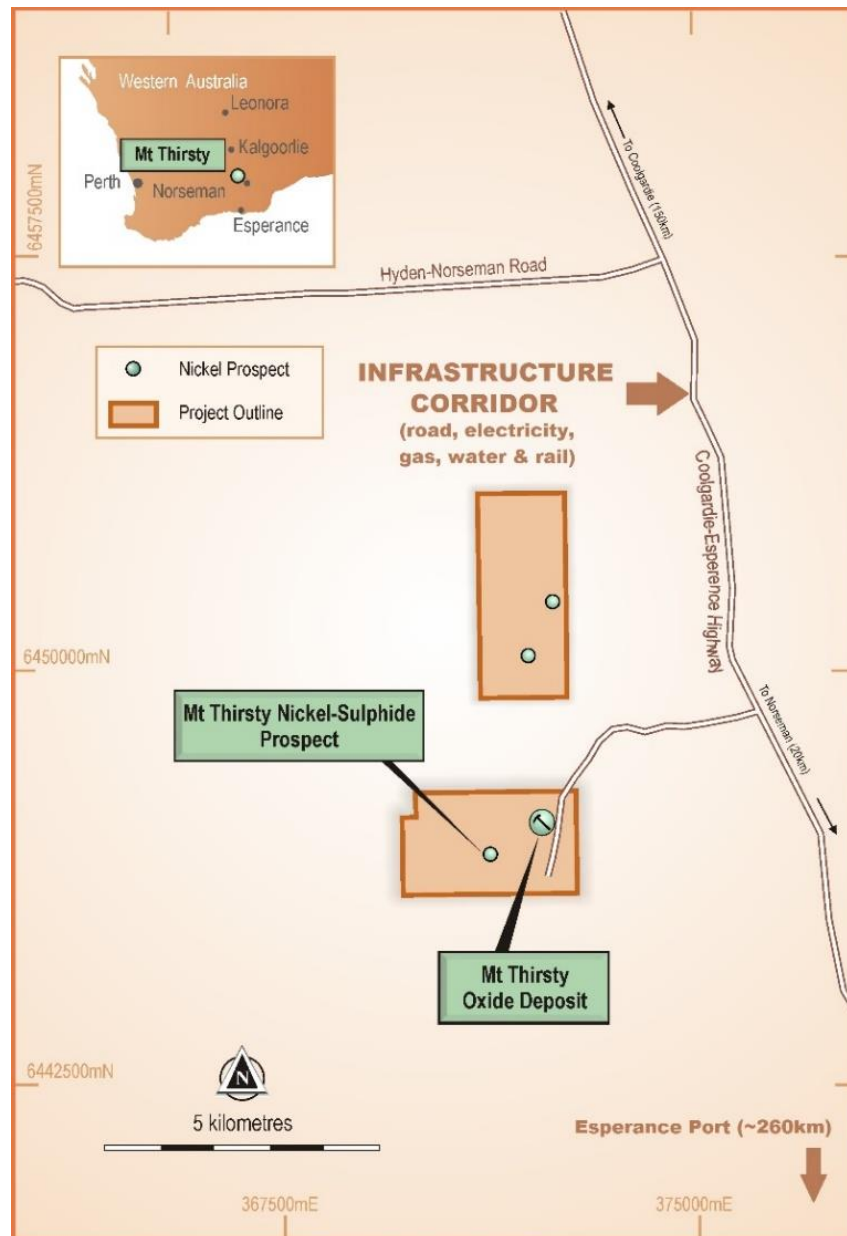 Western Australia
Leonora
Kalgoorlie
Mt Thirsty
Perth
Norseman
Esperance
6457500mN
To Coolgardie (150km)
Hyden-Norseman Road
Nickel Prospect
Project Outline
INFRASTRUCTURE
CORRIDOR
(road, electricity,
gas, water & rail)
Coolgardie-Esperence Highway
6450000mN
To Norseman (20km)
Mt Thirsty Nickel-Sulphide
Prospect
Mt Thirsty
Oxide Deposit
6442500mN
N
5 kilometres
Esperance Port (~260km)
367500mE
375000mE